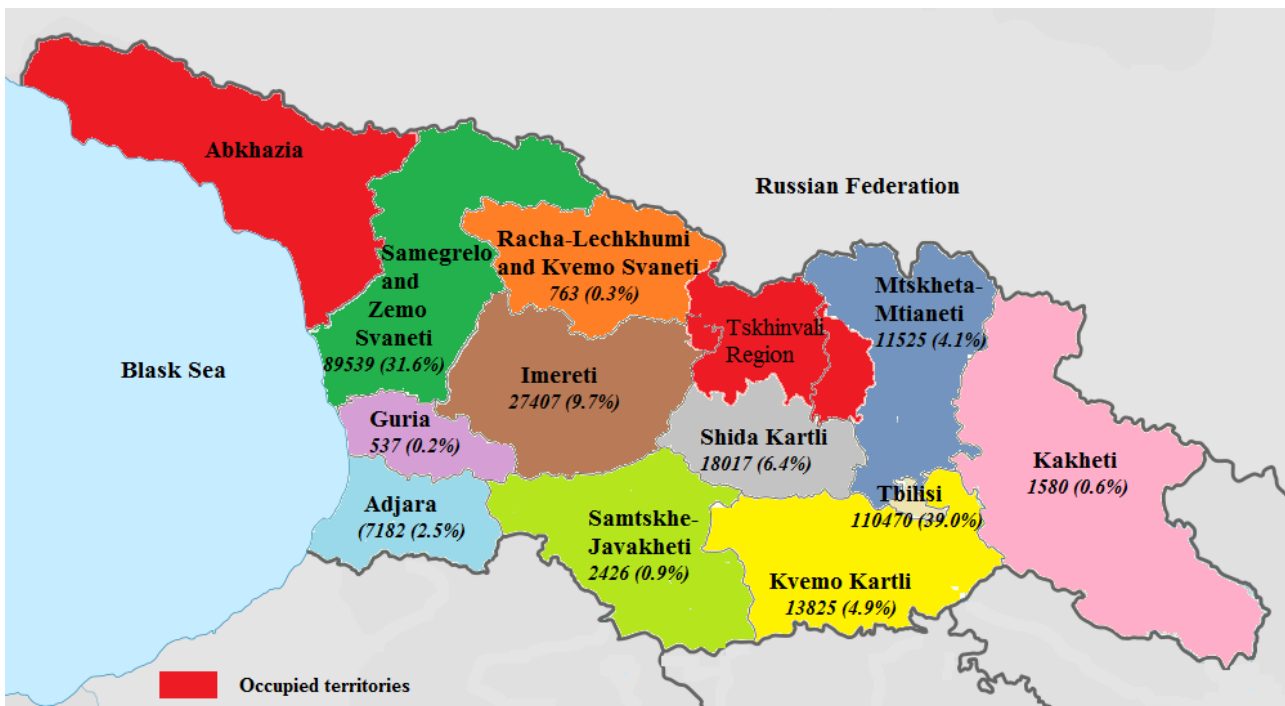 Abkhazia
Russian Federation
Samegrelo
and
Zemo
Svaneti
89539 (31.6%)
Racha-Lechkhumi
and Kvemo Svaneti
763 (0.3%)
Mtskheta-
Mtianeti
11525 (4.1%)
Tskhinvali
Region
Blask Sea
Imereti
27407 (9.7%)
Guria
537 (0.2%)
Shida Kartli
18017 (6.4%)
Kakheti
1580 (0.6%)
Adjara
(7182 (2.5%)
Tbilisi
110470 (39.0%)
Samtskhe-
Javakheti
2426 (0.9%)
Kvemo Kartli
13825 (4.9%)
Occupied territories